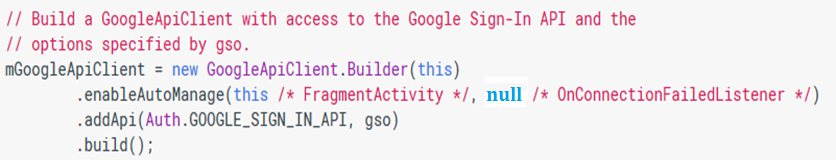 // Build a GoogleApiClient with access to the Google Sign-In API and the
// options specified by gso.
mGoogleApiClient = new GoogleApiClient.Builder(this)
        .enableAutoManage(this /* FragmentActivity */, null /* OnConnectionFailedListener */)
        .addApi(Auth.GOOGLE_SIGN_IN_API, gso)
        .build();